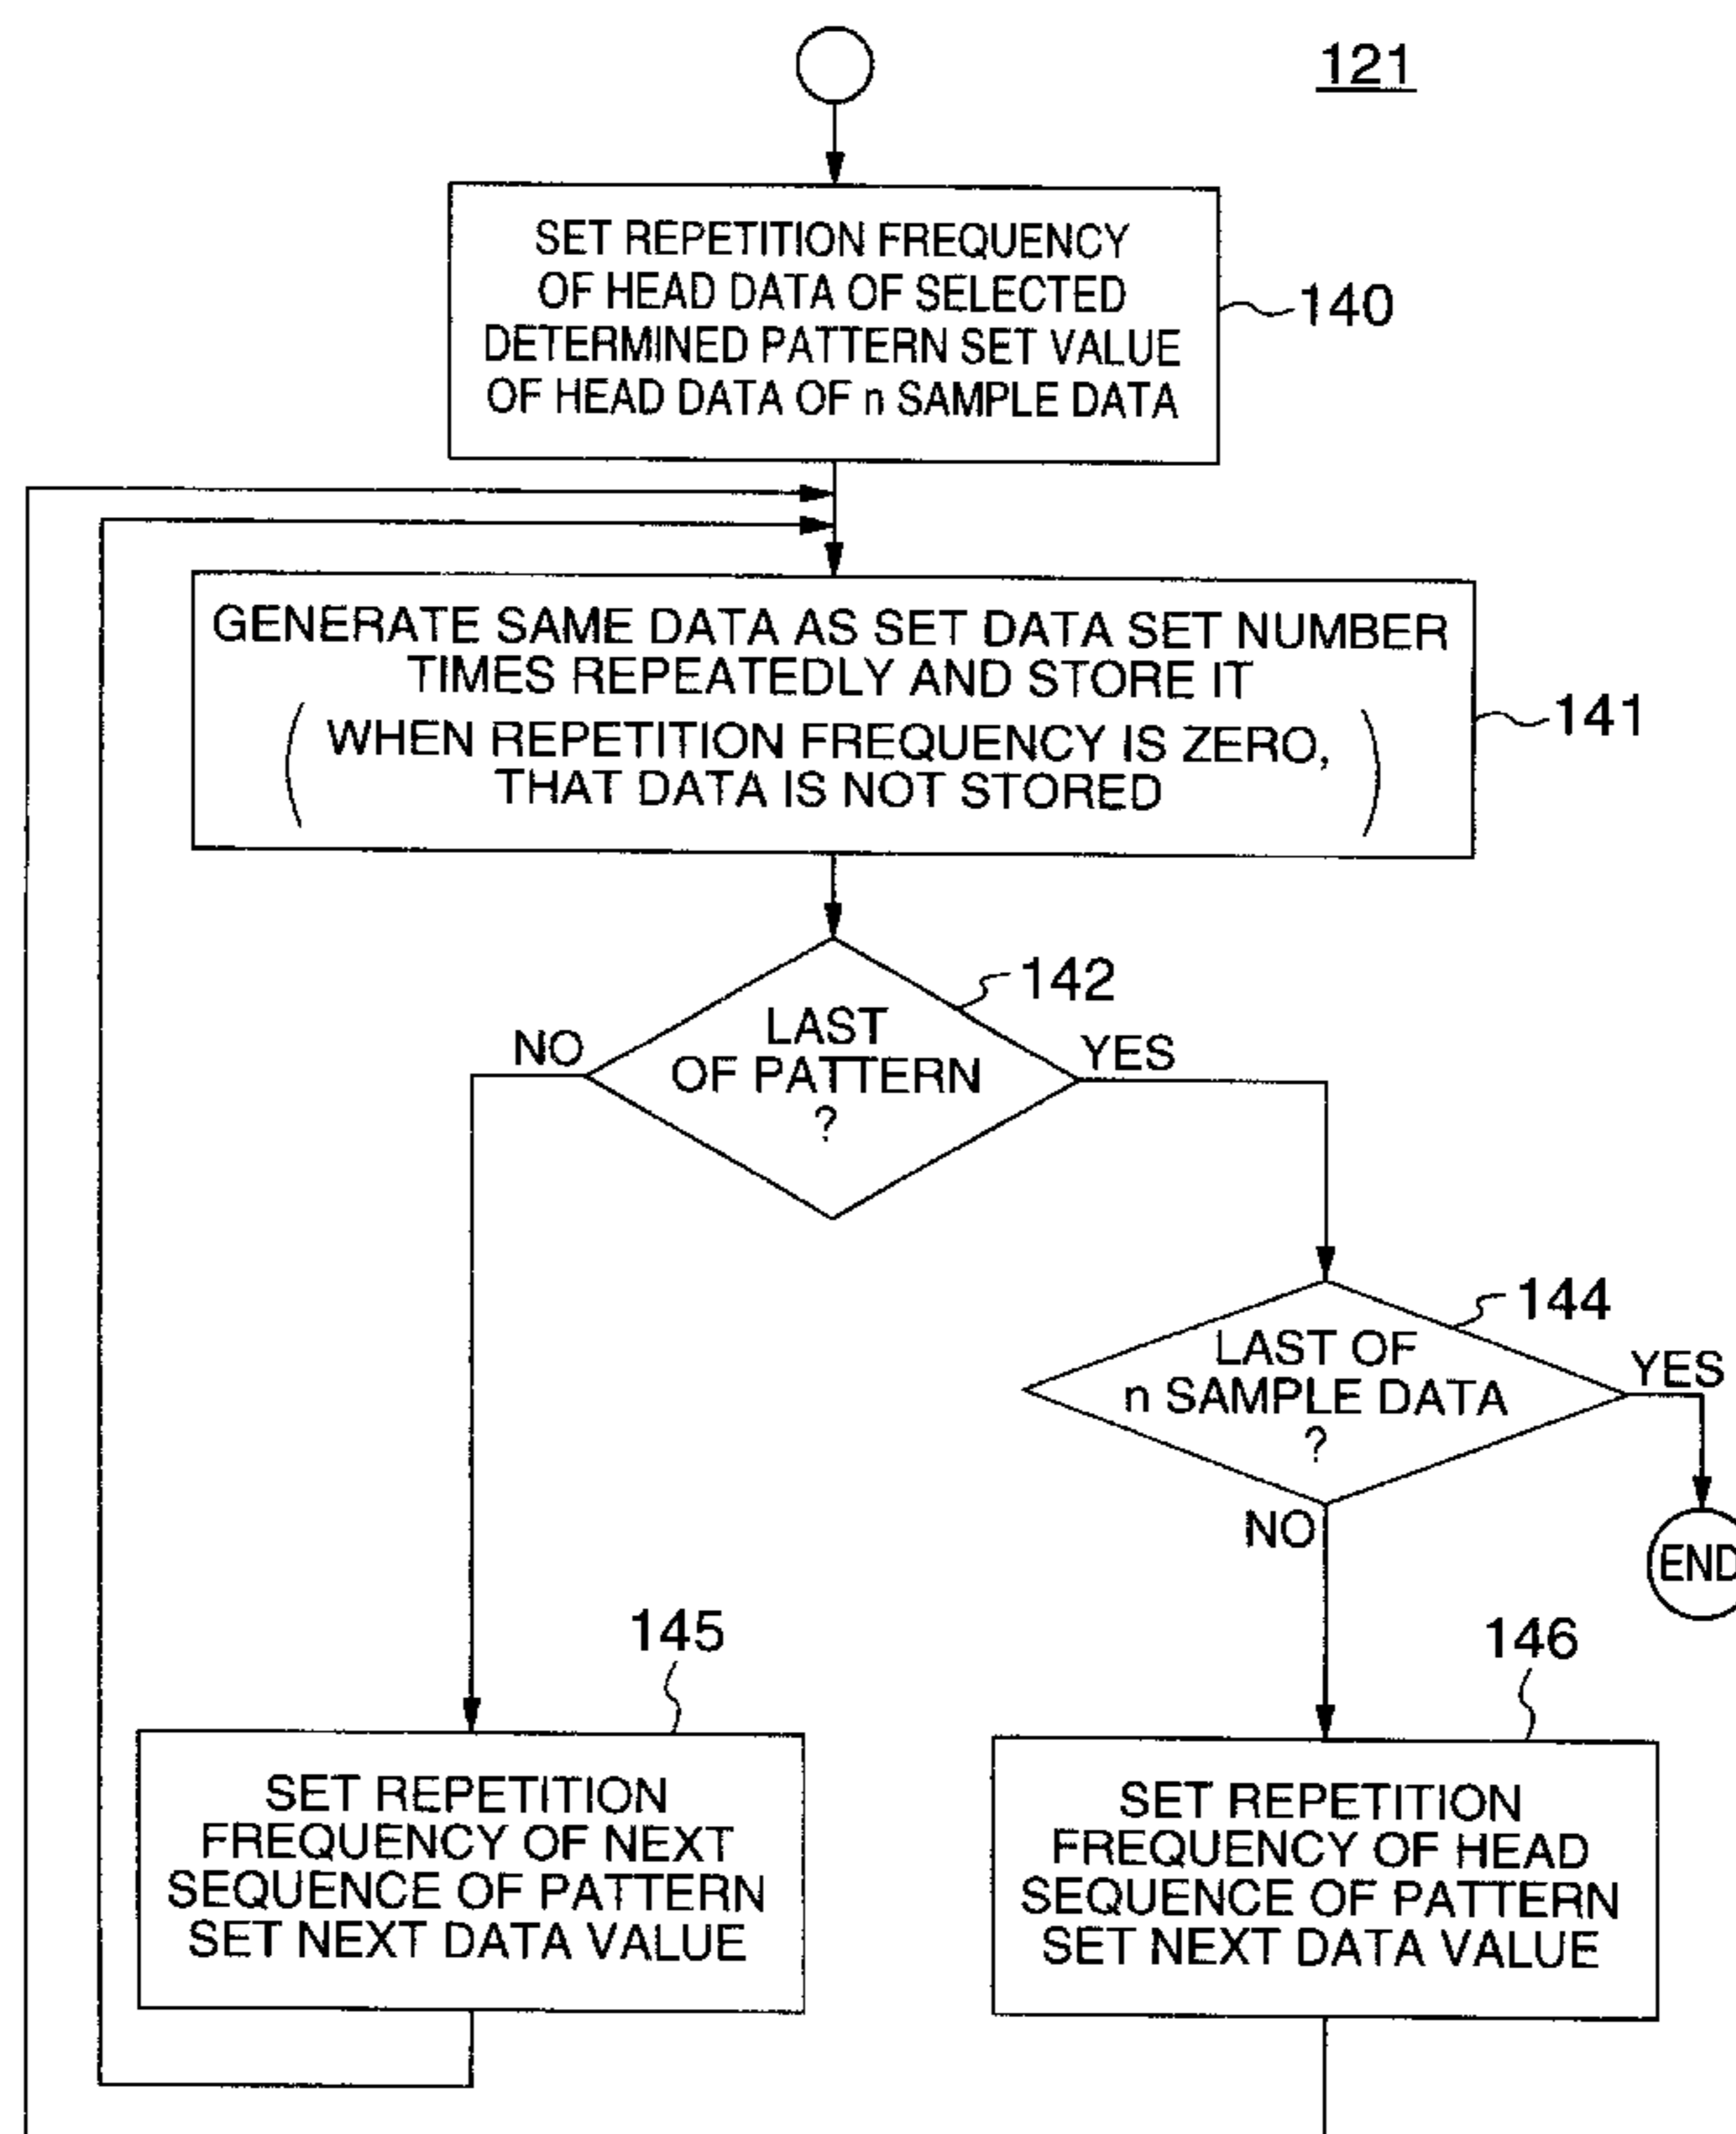 121
SET REPETITION FREQUENCY
OF HEAD DATA OF SELECTED
DETERMINED PATTERN SET VALUE
OF HEAD DATA OF n SAMPLE DATA
140
GENERATE SAME DATA AS SET DATA SET NUMBER
TIMES REPEATEDLY AND STORE IT
( WHEN REPETITION FREQUENCY IS ZERO,
THAT DATA IS NOT STORED )
141
142
LAST
OF PATTERN
?
NO
YES
144
LAST OF
n SAMPLE DATA
?
YES
NO
END
145
146
SET REPETITION
FREQUENCY OF NEXT
SEQUENCE OF PATTERN
SET NEXT DATA VALUE
SET REPETITION
FREQUENCY OF HEAD
SEQUENCE OF PATTERN
SET NEXT DATA VALUE